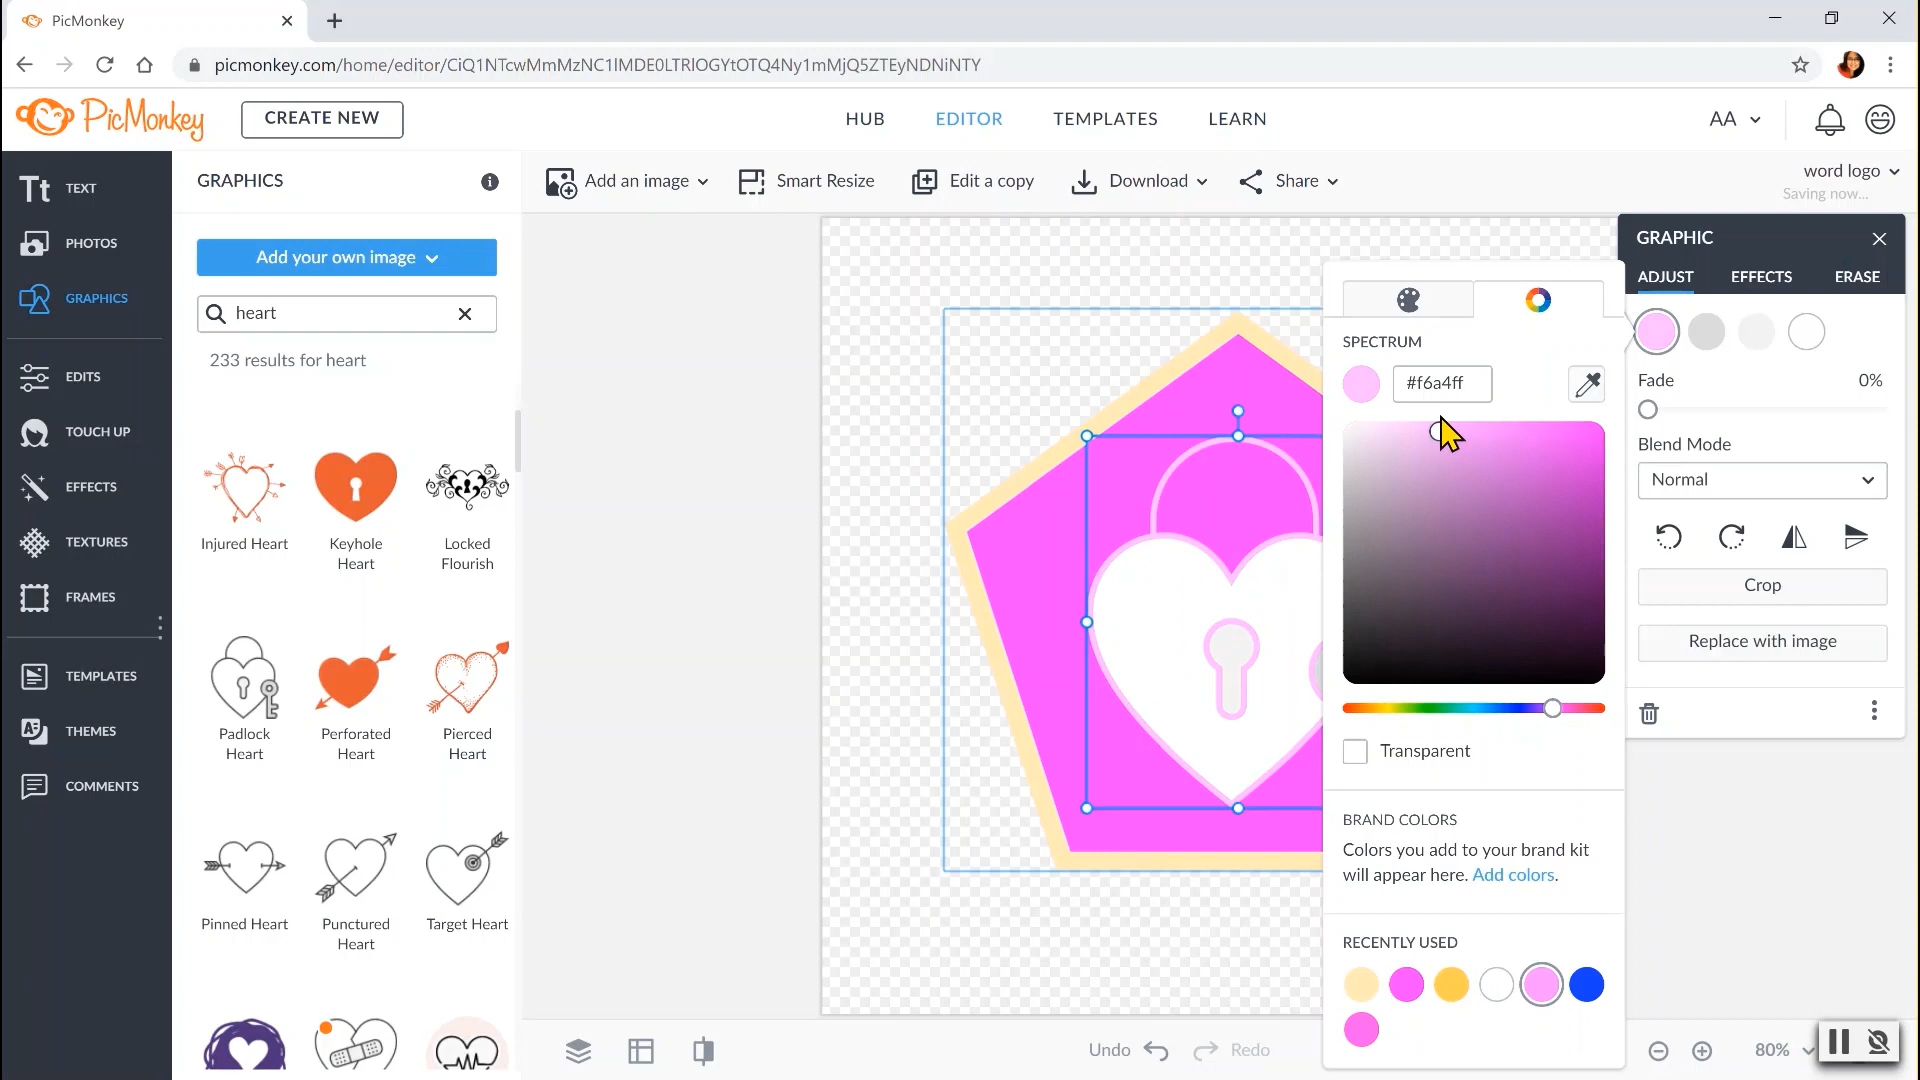 PicMonkey
picmonkey.com/home/editor/CiQ1NTcwMmMzNC1lMDE0LTRlOGYtOTQ4Ny1mMjQ5ZTEyNDNiNTY
PicMonkey
CREATE NEW
HUB
EDITOR
TEMPLATES
LEARN
AA
Tt TEXT
PHOTOS
GRAPHICS
EDITS
TOUCH UP
EFFECTS
TEXTURES
FRAMES
TEMPLATES
THEMES
COMMENTS
GRAPHICS
Add your own image
heart
233 results for heart
Injured Heart
Keyhole
Heart
Locked
Flourish
Padlock
Heart
Perforated
Heart
Pierced
Heart
Pinned Heart
Punctured
Heart
Target Heart
Add an image
Smart Resize
Edit a copy
Download
Share
word logo
Saving now...
SPECTRUM
#f6a4ff
Transparent
BRAND COLORS
Colors you add to your brand kit
will appear here. Add colors.
RECENTLY USED
GRAPHIC
ADJUST
EFFECTS
ERASE
Fade
0%
Blend Mode
Normal
Crop
Replace with image
Undo
Redo
80%